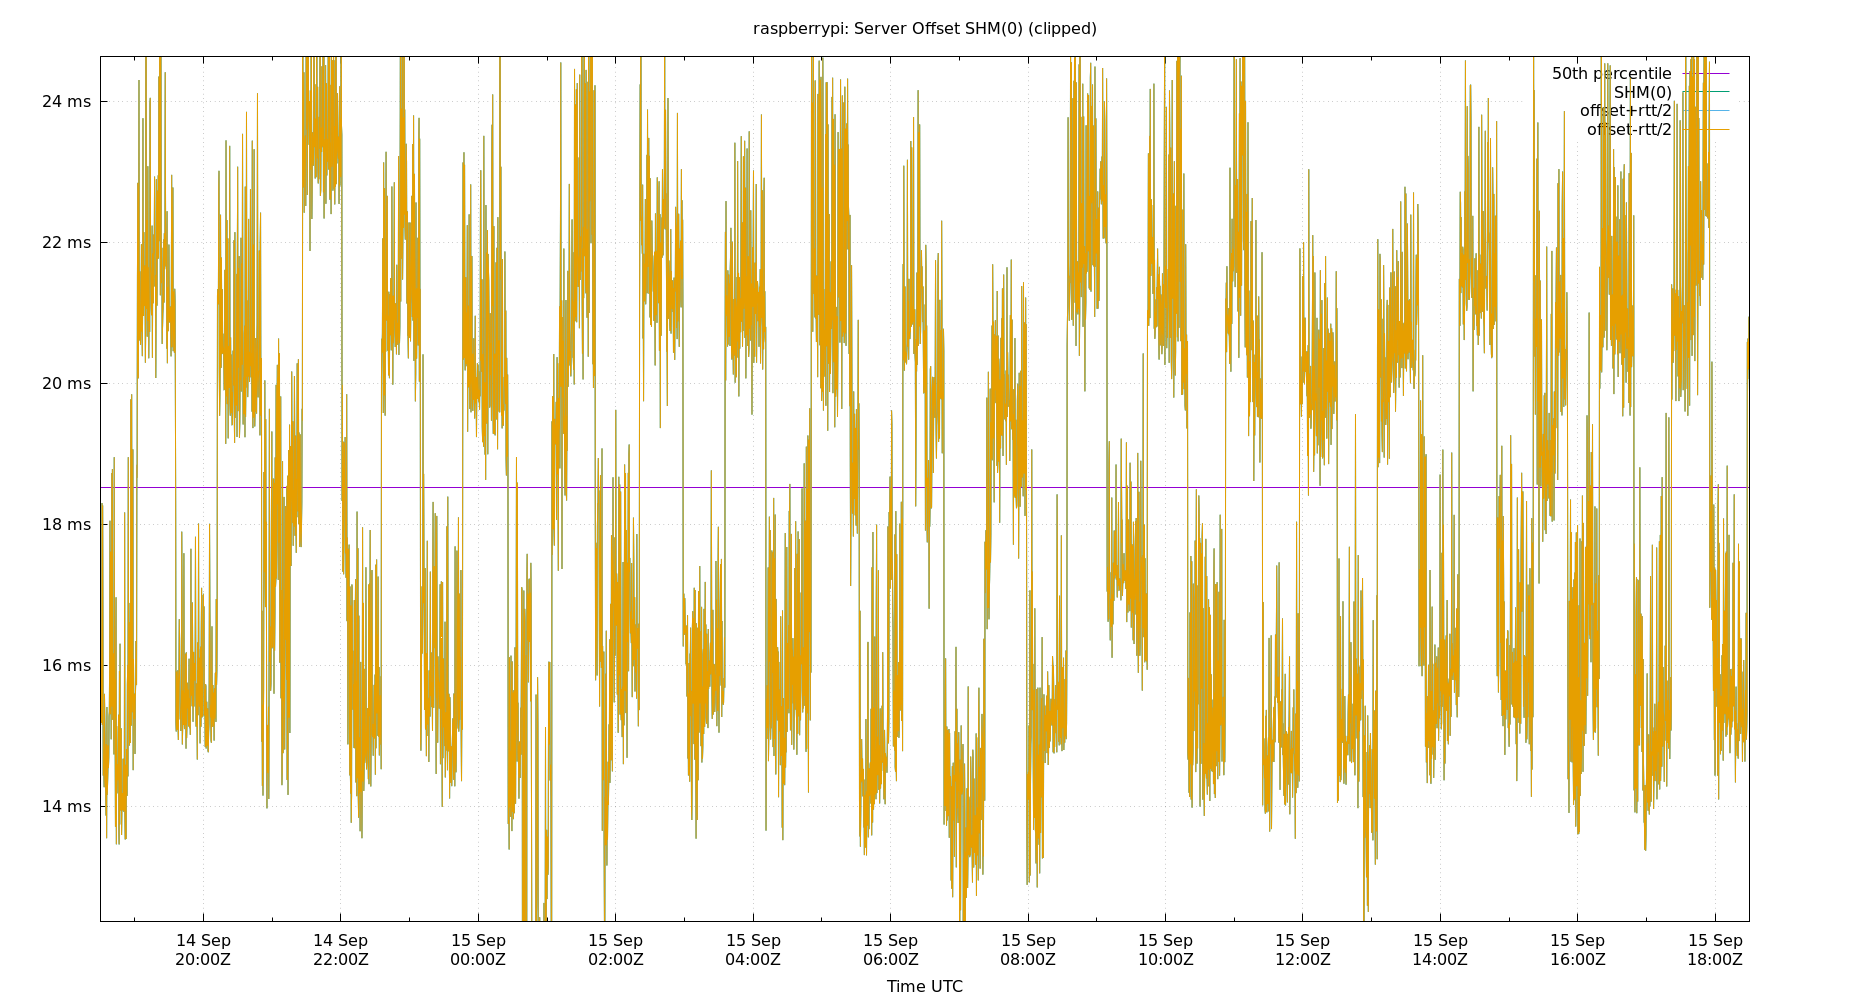 raspberrypi: Server Offset SHM(0) (clipped)
50th percentile
SHM(0)
offset+rtt/2
offset-rtt/2
24 ms
22 ms
20 ms
18 ms
16 ms
14 ms
14 Sep 14 Sep 15 Sep 15 Sep 15 Sep 15 Sep 15 Sep 15 Sep 15 Sep 15 Sep 15 Sep 15 Sep
20:00Z 22:00Z 00:00Z 02:00Z 04:00Z 06:00Z 08:00Z 10:00Z 12:00Z 14:00Z 16:00Z 18:00Z
Time UTC